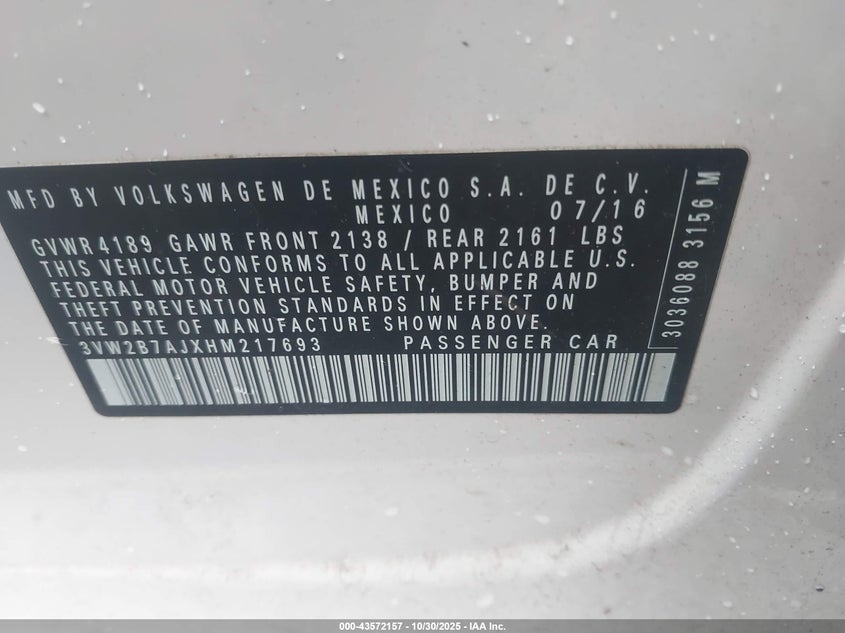 MFD BY VOLKSWAGEN DE MEXICO S.A. DE C.V.
MEXICO 07/16
GVWR 4189 GAWR FRONT 2138 / REAR 2161 LBS
THIS VEHICLE CONFORMS TO ALL APPLICABLE U.S.
FEDERAL MOTOR VEHICLE SAFETY, BUMPER AND
THEFT PREVENTION STANDARDS IN EFFECT ON
THE DATE OF MANUFACTURE SHOWN ABOVE.
3VW2B7AJXHM217693 PASSENGER CAR
3036088 3156 M
000-43572157 - 10/30/2025 - IAA Inc.